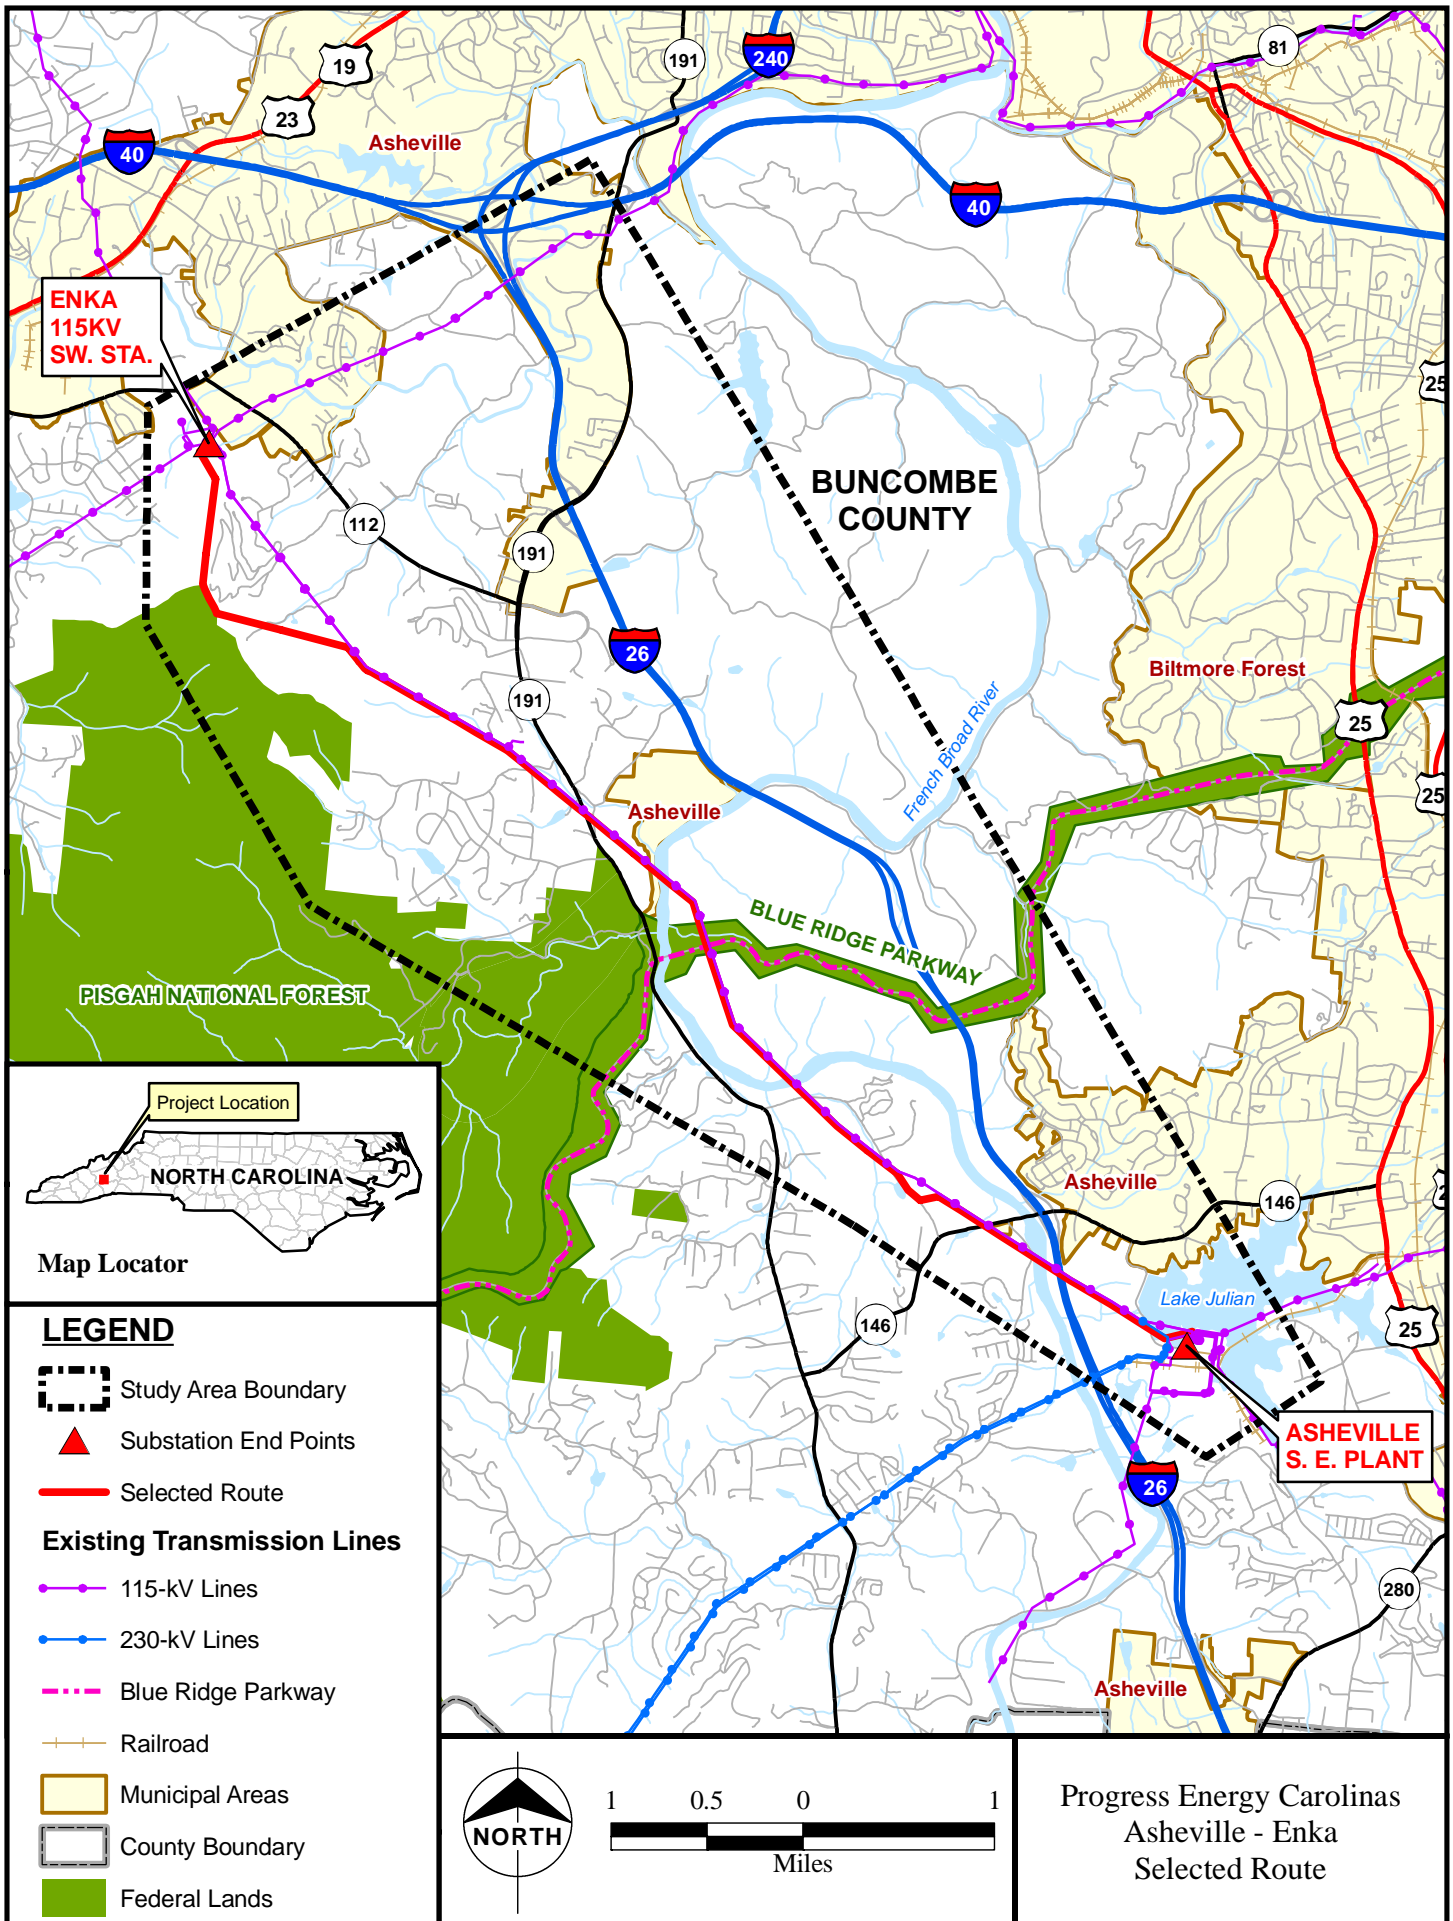 19
23
40
Asheville
191
240
81
40
ENKA
115KV
SW. STA.
25
BUNCOMBE
COUNTY
112
191
26
191
Biltmore Forest
25
25
French Broad River
Asheville
BLUE RIDGE PARKWAY
PISGAH NATIONAL FOREST
Project Location
NORTH CAROLINA
Map Locator
Asheville
146
Lake Julian
146
25
ASHEVILLE
S. E. PLANT
26
280
Asheville
LEGEND
Study Area Boundary
Substation End Points
Selected Route
Existing Transmission Lines
115-kV Lines
230-kV Lines
Blue Ridge Parkway
Railroad
Municipal Areas
County Boundary
Federal Lands
NORTH
1 0.5 0 1
Miles
Progress Energy Carolinas
Asheville - Enka
Selected Route